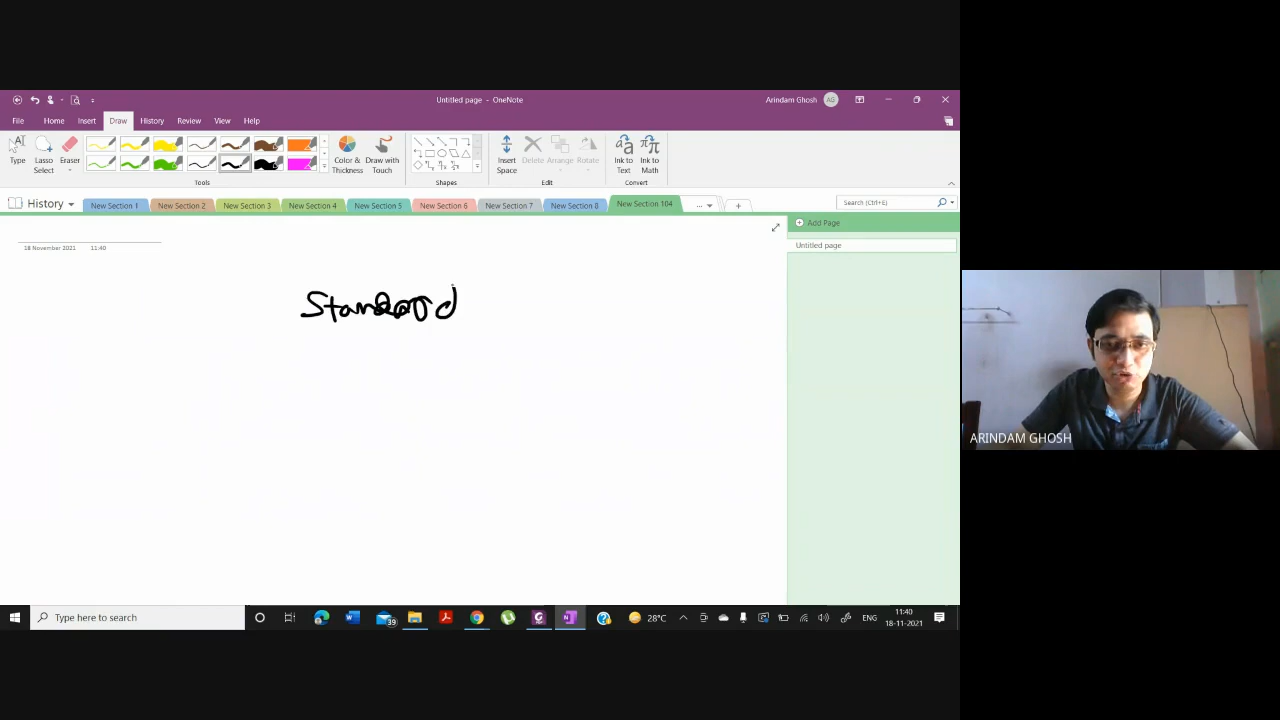 Untitled page - OneNote
Arindam Ghosh AG
File Home Insert Draw History Review View Help
Type
Lasso Select
Eraser
Color & Thickness
Draw with Touch
Insert Space
Delete Arrange Rotate
Ink to Text
Ink to Math
Tools Shapes Edit Convert
History New Section 1 New Section 2 New Section 3 New Section 4 New Section 5 New Section 6 New Section 7 New Section 8 New Section 104 ... + Search (Ctrl+E)
Add Page
Untitled page
18 November 2021 11:40
Standard
ARINDAM GHOSH
Type here to search
39
28°C
ENG
11:40
18-11-2021